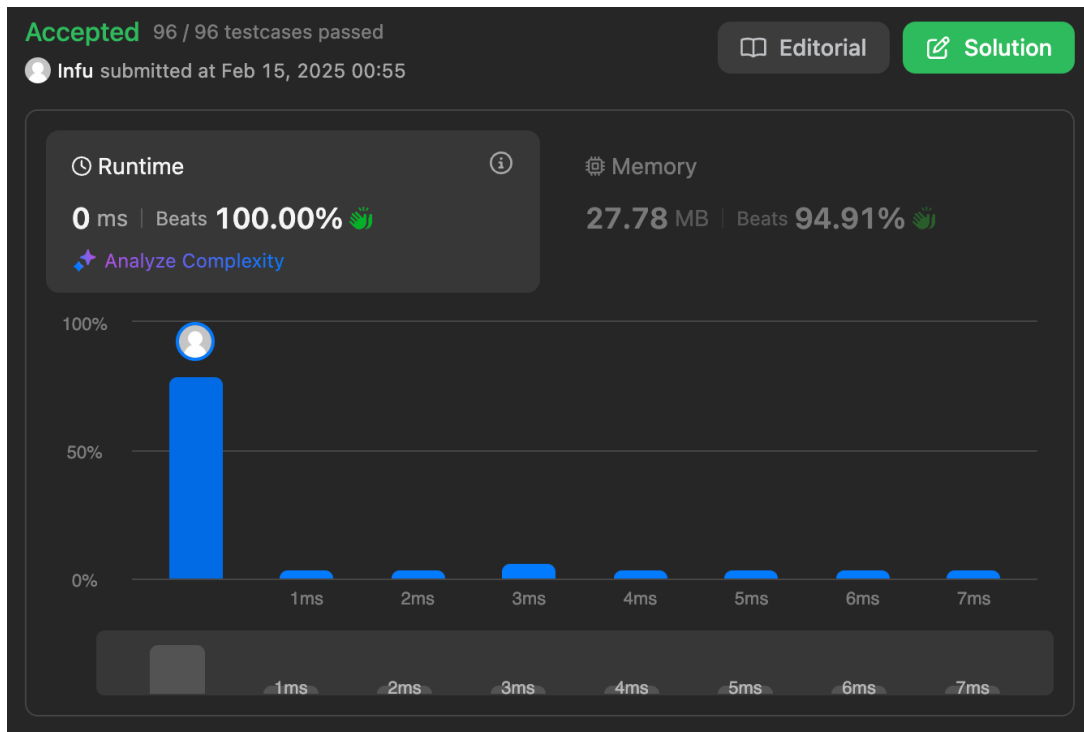 Accepted 96 / 96 testcases passed
Editorial
Solution
Infu submitted at Feb 15, 2025 00:55
Runtime
0 ms | Beats 100.00%
Analyze Complexity
Memory
27.78 MB | Beats 94.91%
100%
50%
0%
1ms 2ms 3ms 4ms 5ms 6ms 7ms
1ms 2ms 3ms 4ms 5ms 6ms 7ms